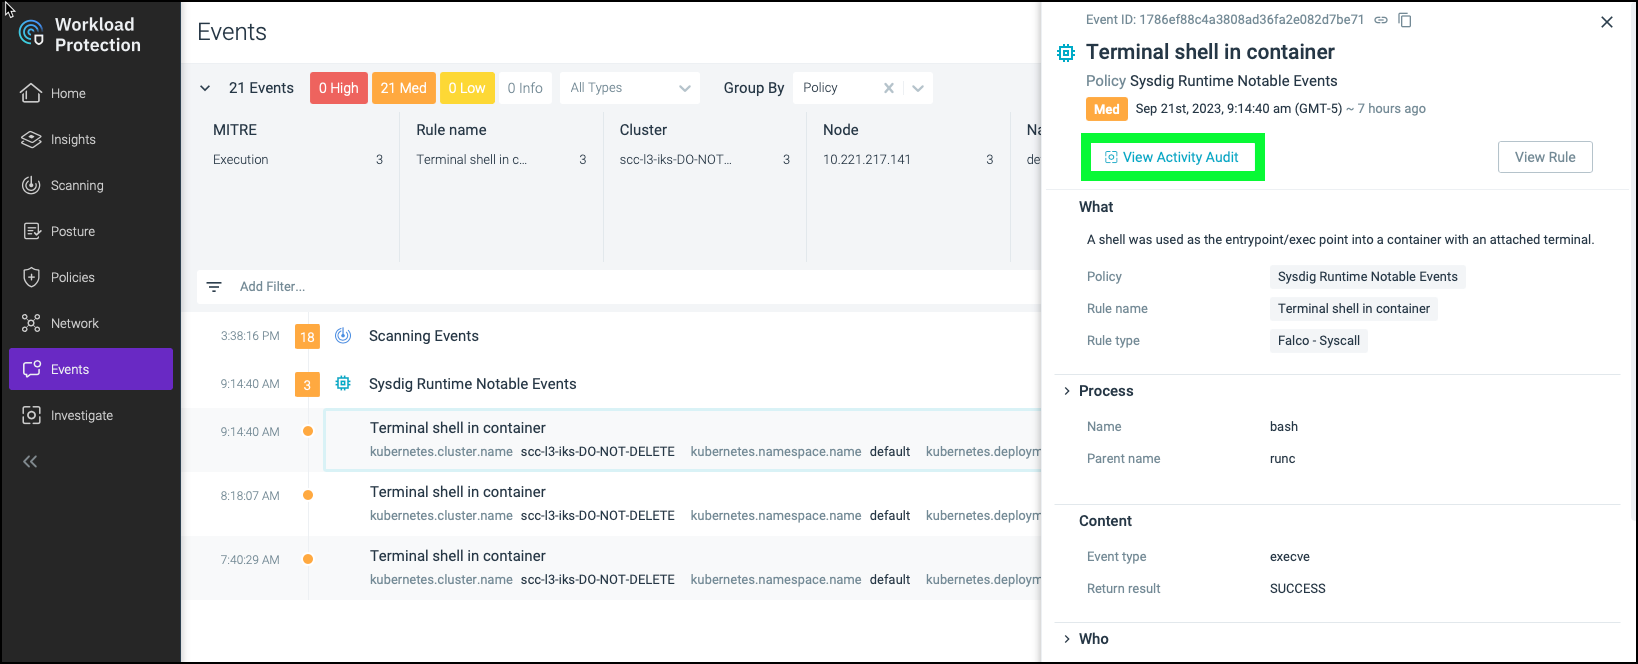 Workload
Protection
Home
Insights
Scanning
Posture
Policies
Network
Events
Investigate
Events
21 Events 0 High 21 Med 0 Low 0 Info All Types Group By Policy
MITRE Rule name Cluster Node Na
Execution 3 Terminal shell in c... 3 scc-l3-iks-DO-NOT... 3 10.221.217.141 3 de
Add Filter...
3:38:16 PM 18 Scanning Events
9:14:40 AM 3 Sysdig Runtime Notable Events
9:14:40 AM Terminal shell in container
kubernetes.cluster.name scc-l3-iks-DO-NOT-DELETE kubernetes.namespace.name default kubernetes.deploym
8:18:07 AM Terminal shell in container
kubernetes.cluster.name scc-l3-iks-DO-NOT-DELETE kubernetes.namespace.name default kubernetes.deploym
7:40:29 AM Terminal shell in container
kubernetes.cluster.name scc-l3-iks-DO-NOT-DELETE kubernetes.namespace.name default kubernetes.deploym
Event ID: 1786ef88c4a3808ad36fa2e082d7be71
Terminal shell in container
Policy Sysdig Runtime Notable Events
Med Sep 21st, 2023, 9:14:40 am (GMT-5) ~ 7 hours ago
View Activity Audit View Rule
What
A shell was used as the entrypoint/exec point into a container with an attached terminal.
Policy Sysdig Runtime Notable Events
Rule name Terminal shell in container
Rule type Falco - Syscall
Process
Name bash
Parent name runc
Content
Event type execve
Return result SUCCESS
Who